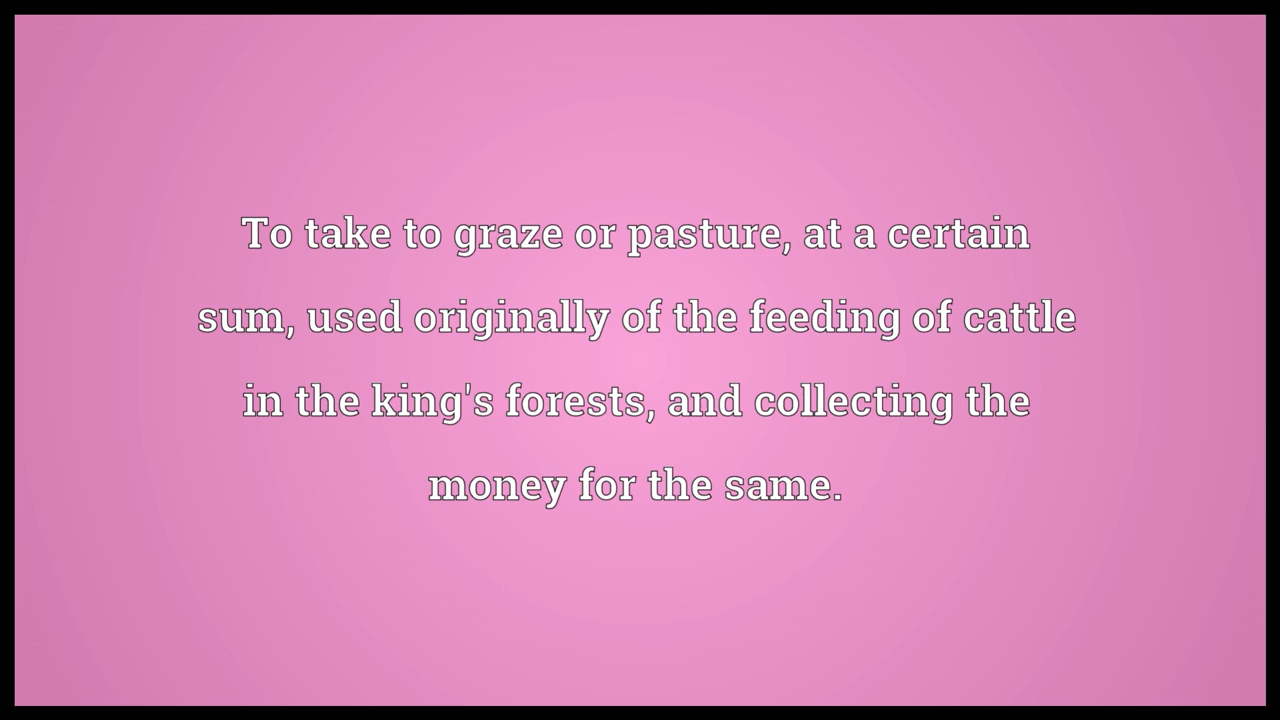 To take to graze or pasture, at a certain
sum, used originally of the feeding of cattle
in the king's forests, and collecting the
money for the same.